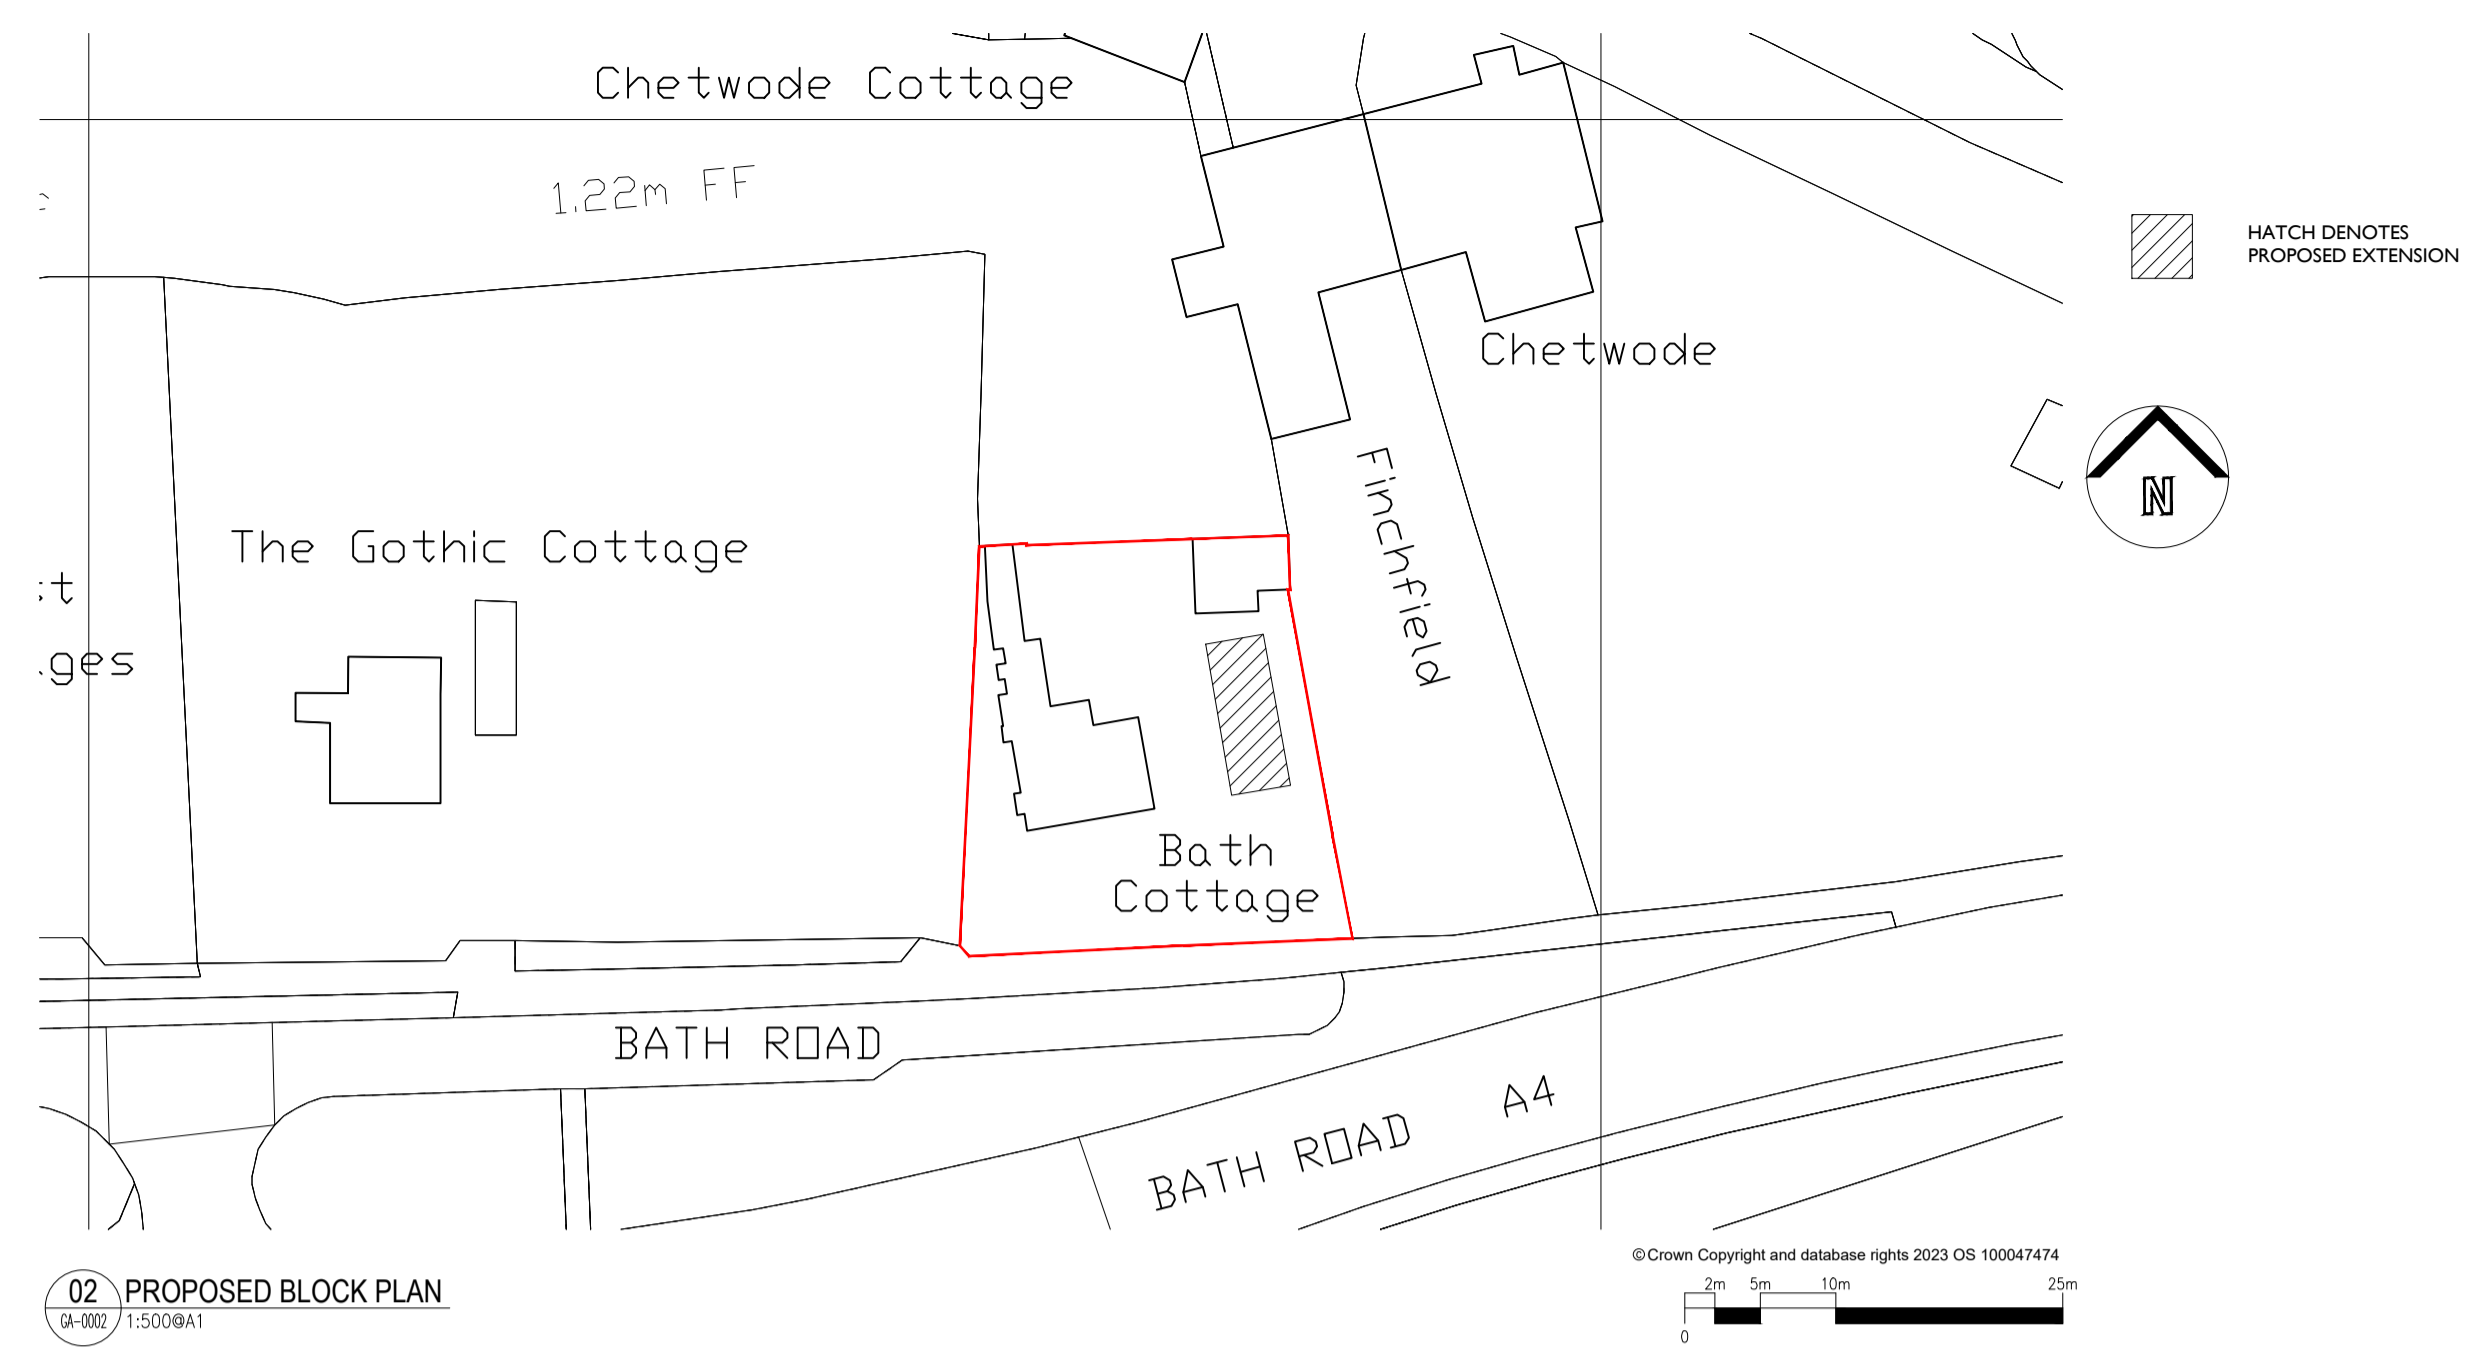 Chetwode Cottage
1.22m FF
HATCH DENOTES
PROPOSED EXTENSION
Chetwode
N
Finchfield
The Gothic Cottage
Bath
Cottage
BATH ROAD
BATH ROAD A4
©Crown Copyright and database rights 2023 OS 100047474
02 PROPOSED BLOCK PLAN
GA-0002 1:500@A1
2m 5m 10m 25m
0